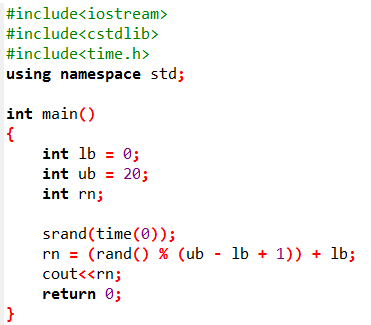 #include<iostream>
#include<cstdlib>
#include<time.h>
using namespace std;

int main()
{
    int lb = 0;
    int ub = 20;
    int rn;

    srand(time(0));
    rn = (rand() % (ub - lb + 1)) + lb;
    cout<<rn;
    return 0;
}